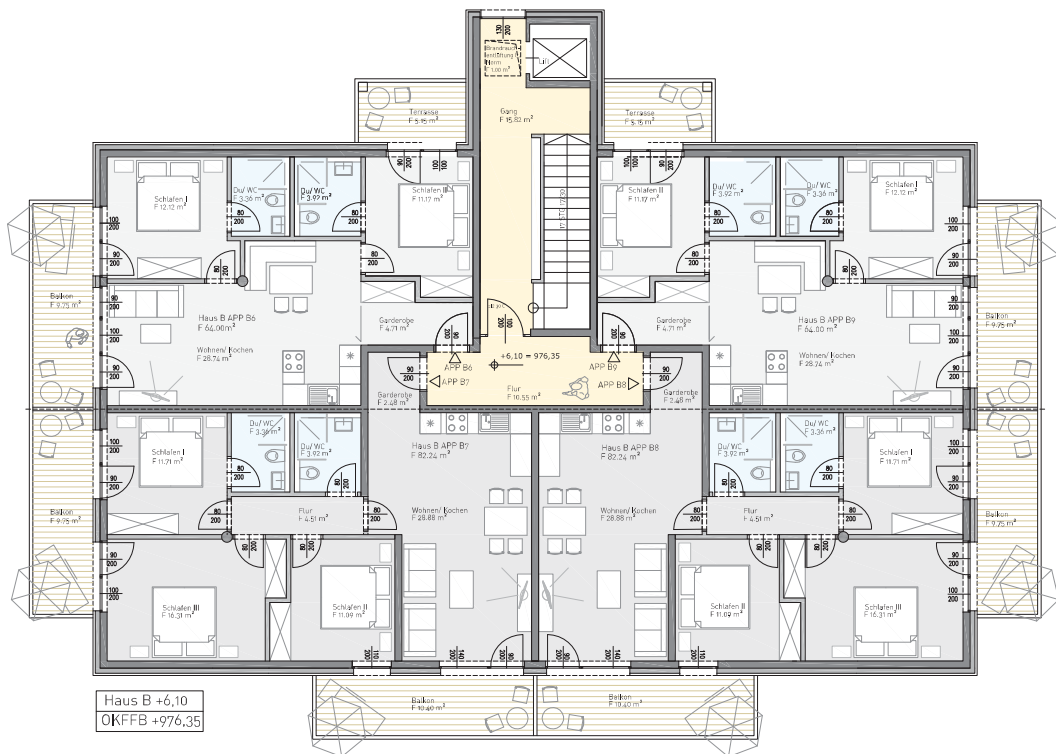 Brandrauch
entlüftung
Norm
F 1.00 m²
Lift
130
200
Gang
F 15.82 m²
Terrasse
F 5.15 m²
Terrasse
F 5.15 m²
Schlafen I
F 12.12 m²
Du/ WC
F 3.36 m²
Du/ WC
F 3.92 m²
Schlafen II
F 11.17 m²
Schlafen II
F 11.17 m²
Du/ WC
F 3.92 m²
Du/ WC
F 3.36 m²
Schlafen I
F 12.12 m²
Balkon
F 9.75 m²
Haus B APP B6
F 64.00m²
Garderobe
F 4.71 m²
Wohnen/ Kochen
F 28.74 m²
Garderobe
F 4.71 m²
Haus B APP B9
F 64.00 m²
Wohnen/ Kochen
F 28.74 m²
Balkon
F 9.75 m²
+6,10 = 976,35
APP B6
APP B7
APP B9
APP B8
Flur
F 10.55 m²
Garderobe
F 2.48 m²
Garderobe
F 2.48 m²
Schlafen I
F 11.71 m²
Du/ WC
F 3.36 m²
Du/ WC
F 3.92 m²
Haus B APP B7
F 82.24 m²
Haus B APP B8
F 82.24 m²
Du/ WC
F 3.92 m²
Du/ WC
F 3.36 m²
Schlafen I
F 11.71 m²
Balkon
F 9.75 m²
Flur
F 4.51 m²
Wohnen/ Kochen
F 28.88 m²
Wohnen/ Kochen
F 28.88 m²
Flur
F 4.51 m²
Balkon
F 9.75 m²
Schlafen III
F 16.31 m²
Schlafen II
F 11.09 m²
Schlafen II
F 11.09 m²
Schlafen III
F 16.31 m²
Balkon
F 10.40 m²
Balkon
F 10.40 m²
Haus B +6,10
OKFFB +976,35